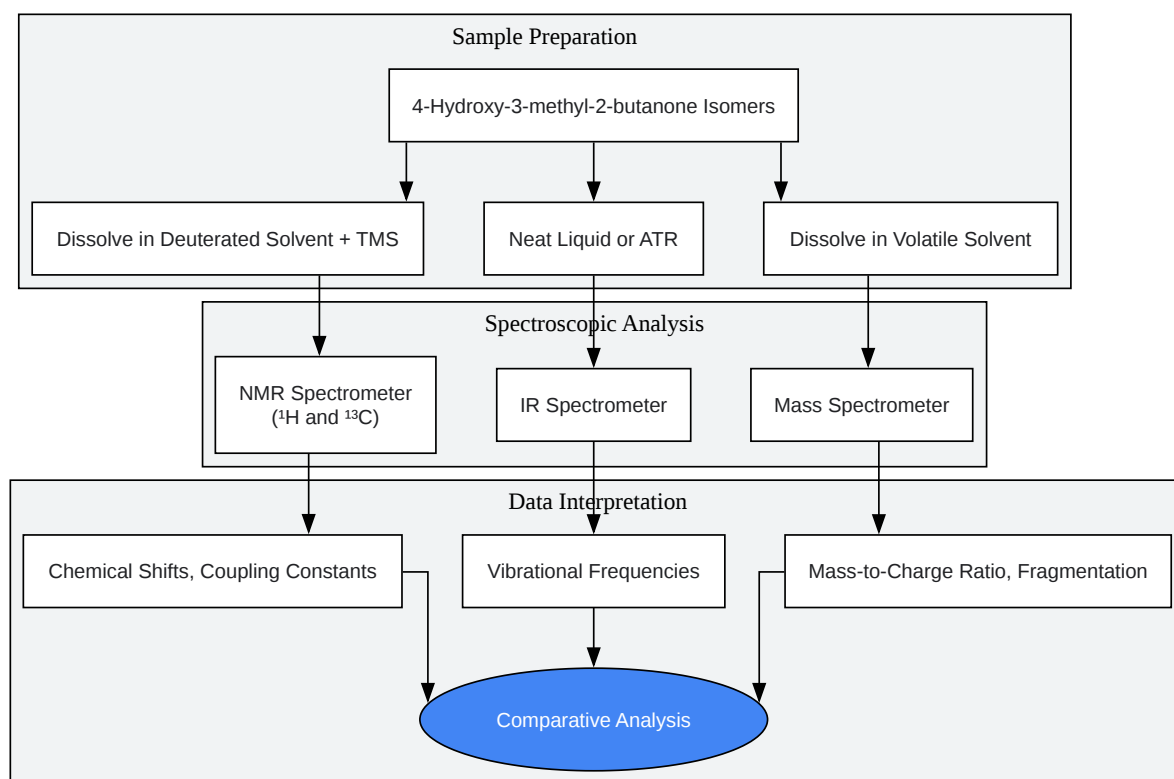 Sample Preparation
4-Hydroxy-3-methyl-2-butanone Isomers
Dissolve in Deuterated Solvent + TMS
Neat Liquid or ATR
Dissolve in Volatile Solvent
Spectroscopic Analysis
NMR Spectrometer
(¹H and ¹³C)
IR Spectrometer
Mass Spectrometer
Data Interpretation
Chemical Shifts, Coupling Constants
Vibrational Frequencies
Mass-to-Charge Ratio, Fragmentation
Comparative Analysis